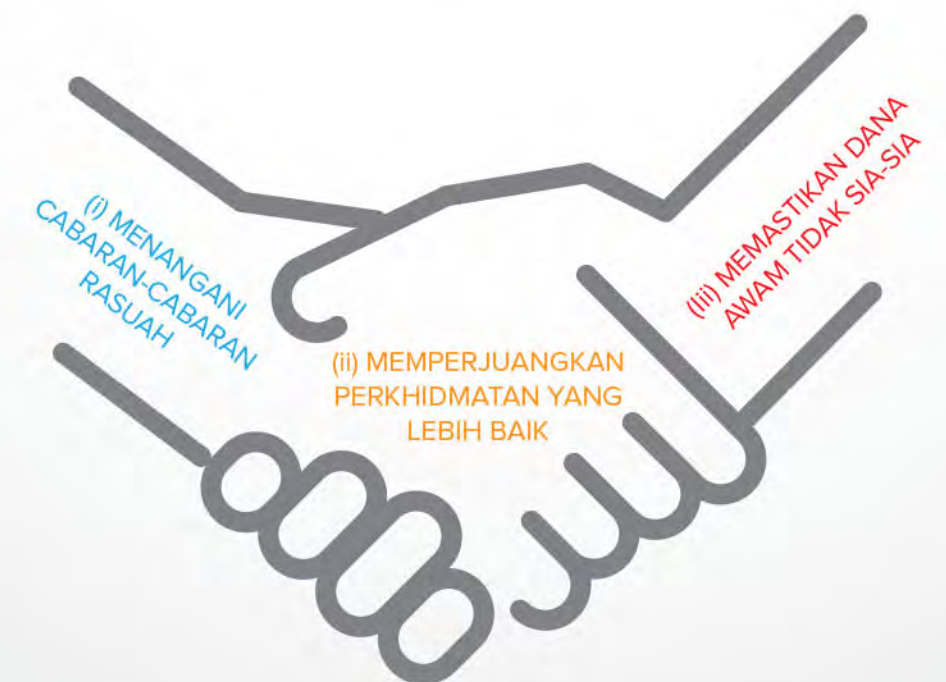 (i) MENANGANI
CABARAN-CABARAN
RASUAH
(ii) MEMPERJUANGKAN
PERKHIDMATAN YANG
LEBIH BAIK
(Iii) MEMASTIKAN DANA
AWAM TIDAK SIA-SIA